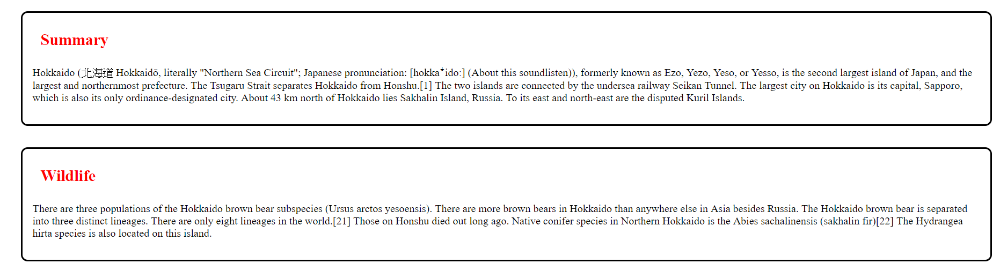 Summary
Hokkaido (北海道 Hokkaidō, literally "Northern Sea Circuit"; Japanese pronunciation: [hokkaꜜidoː] (About this soundlisten)), formerly known as Ezo, Yezo, Yeso, or Yesso, is the second largest island of Japan, and the
largest and northernmost prefecture. The Tsugaru Strait separates Hokkaido from Honshu.[1] The two islands are connected by the undersea railway Seikan Tunnel. The largest city on Hokkaido is its capital, Sapporo,
which is also its only ordinance-designated city. About 43 km north of Hokkaido lies Sakhalin Island, Russia. To its east and north-east are the disputed Kuril Islands.
Wildlife
There are three populations of the Hokkaido brown bear subspecies (Ursus arctos yesoensis). There are more brown bears in Hokkaido than anywhere else in Asia besides Russia. The Hokkaido brown bear is separated
into three distinct lineages. There are only eight lineages in the world.[21] Those on Honshu died out long ago. Native conifer species in Northern Hokkaido is the Abies sachalinensis (sakhalin fir)[22] The Hydrangea
hirta species is also located on this island.